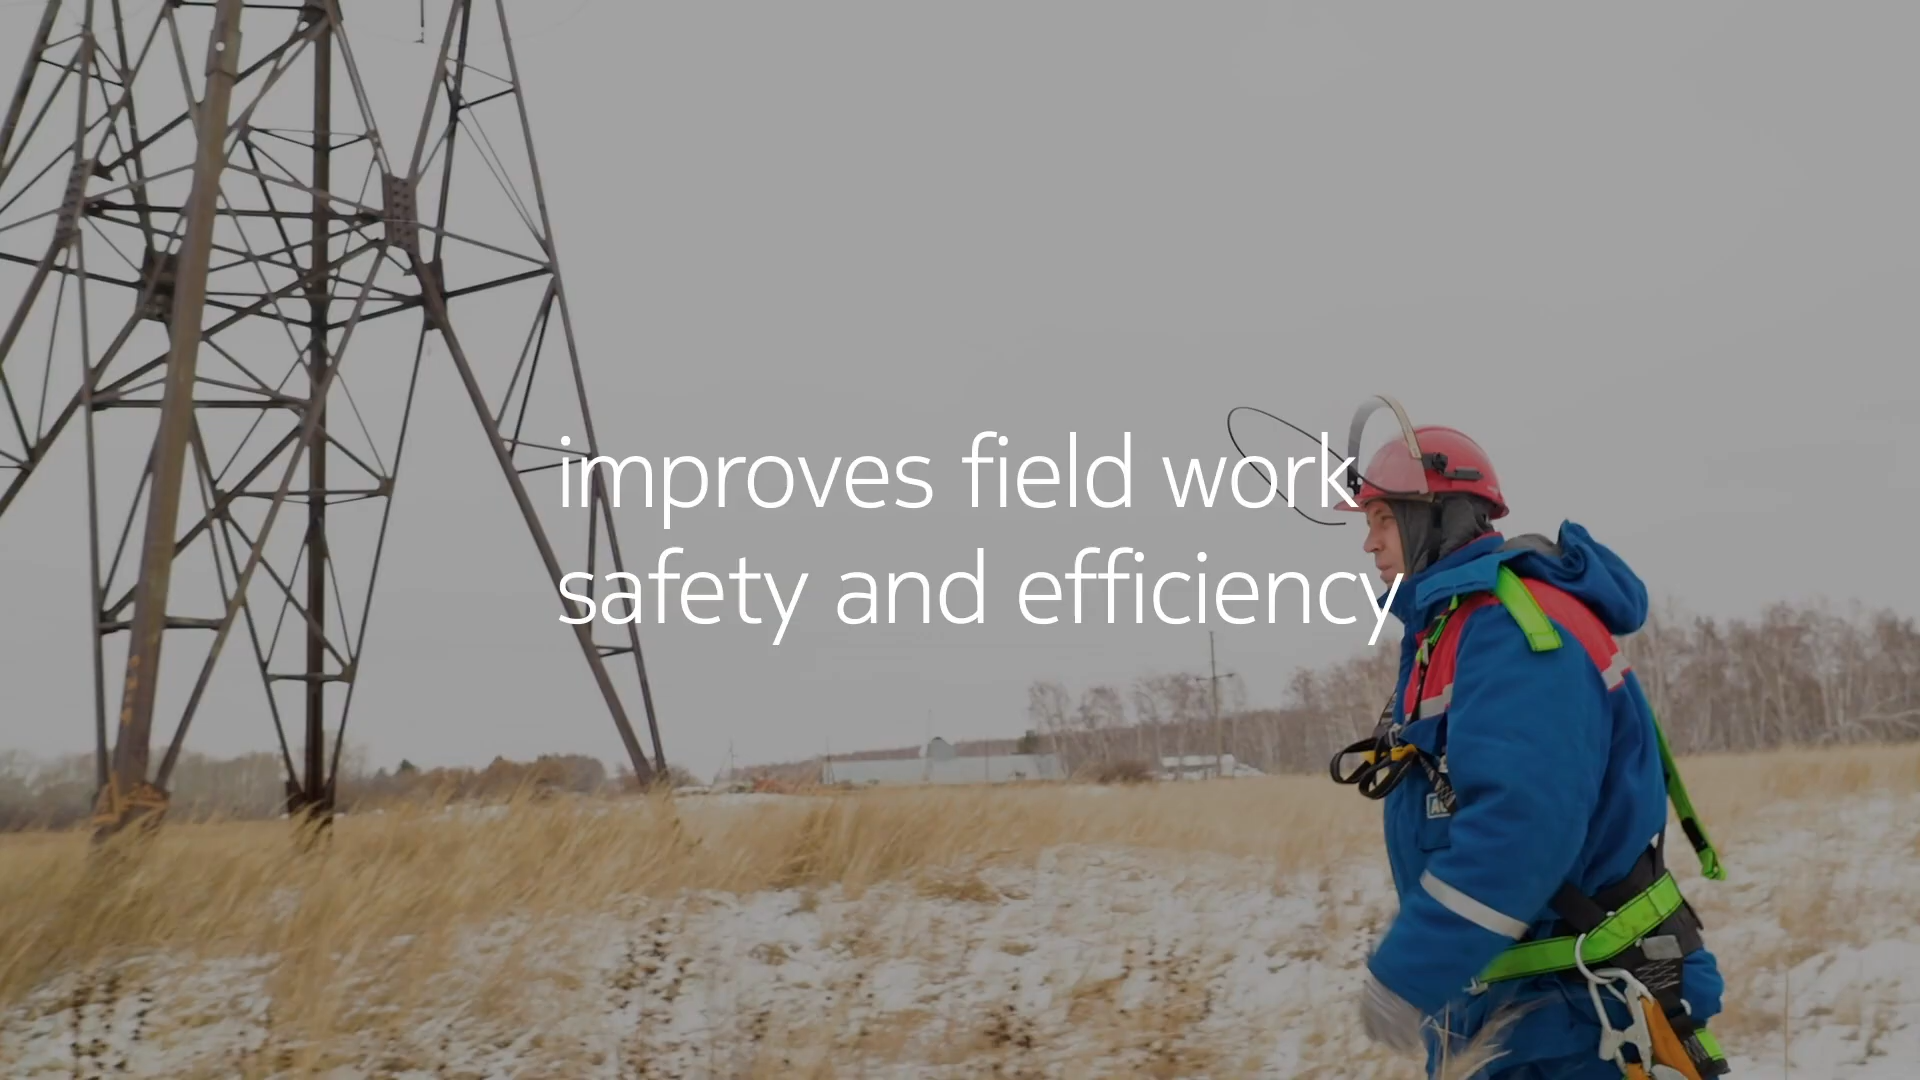 improves field work
safety and efficiency